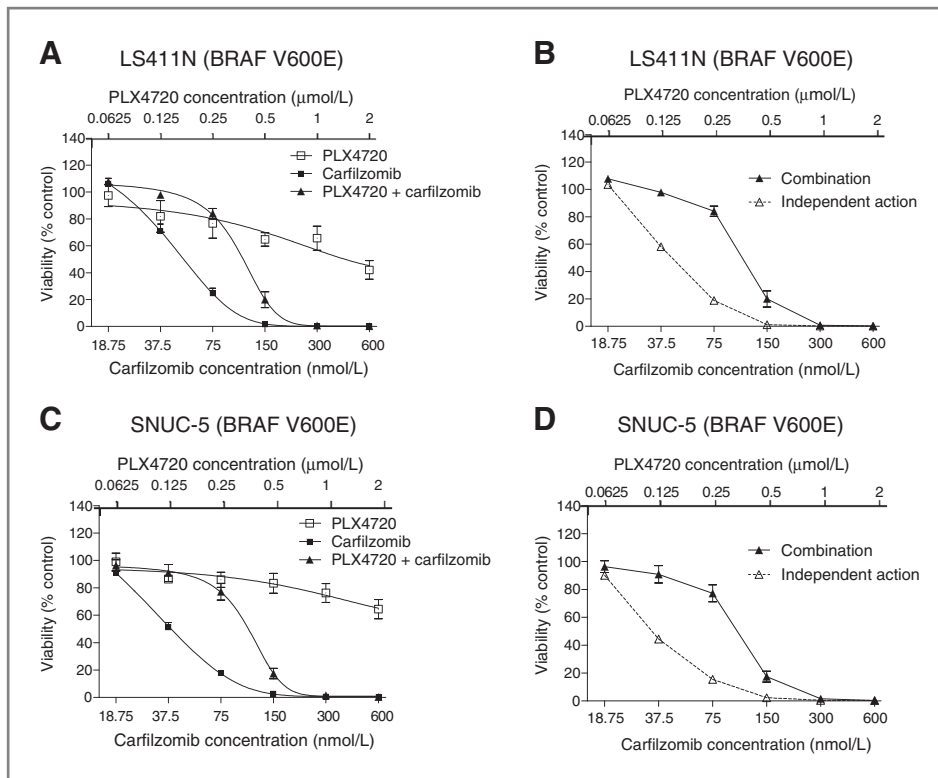 A
LS411N (BRAF V600E)
PLX4720 concentration (μmol/L)
0.0625 0.125 0.25 0.5 1 2
140
120
100
80
60
40
20
0
Viability (% control)
PLX4720
Carfilzomib
PLX4720 + carfilzomib
18.75 37.5 75 150 300 600
Carfilzomib concentration (nmol/L)
B
LS411N (BRAF V600E)
PLX4720 concentration (μmol/L)
0.0625 0.125 0.25 0.5 1 2
140
120
100
80
60
40
20
0
Viability (% control)
Combination
Independent action
18.75 37.5 75 150 300 600
Carfilzomib concentration (nmol/L)
C
SNUC-5 (BRAF V600E)
PLX4720 concentration (μmol/L)
0.0625 0.125 0.25 0.5 1 2
140
120
100
80
60
40
20
0
Viability (% control)
PLX4720
Carfilzomib
PLX4720 + carfilzomib
18.75 37.5 75 150 300 600
Carfilzomib concentration (nmol/L)
D
SNUC-5 (BRAF V600E)
PLX4720 concentration (μmol/L)
0.0625 0.125 0.25 0.5 1 2
140
120
100
80
60
40
20
0
Viability (% control)
Combination
Independent action
18.75 37.5 75 150 300 600
Carfilzomib concentration (nmol/L)